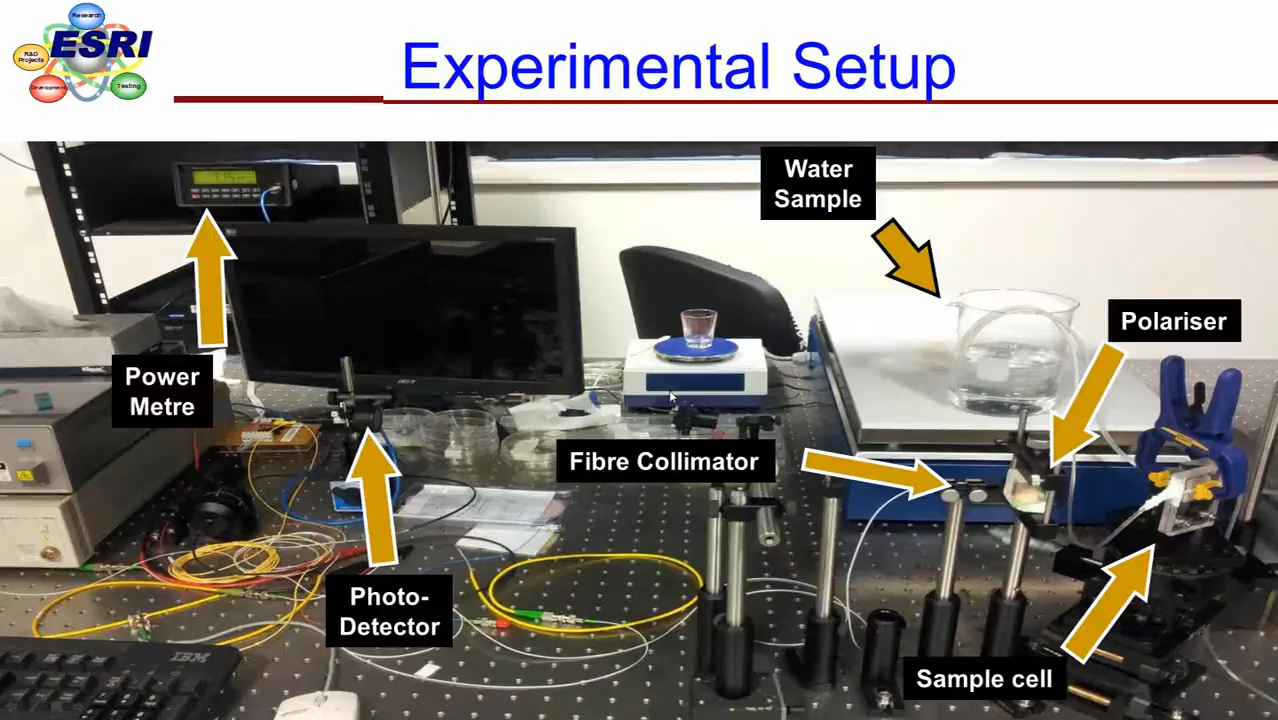 Research
ESRI
R&D
Projects
Development
Testing
Experimental Setup
Water
Sample
Polariser
Power
Metre
Fibre Collimator
Photo-
Detector
Sample cell
IBM
acer